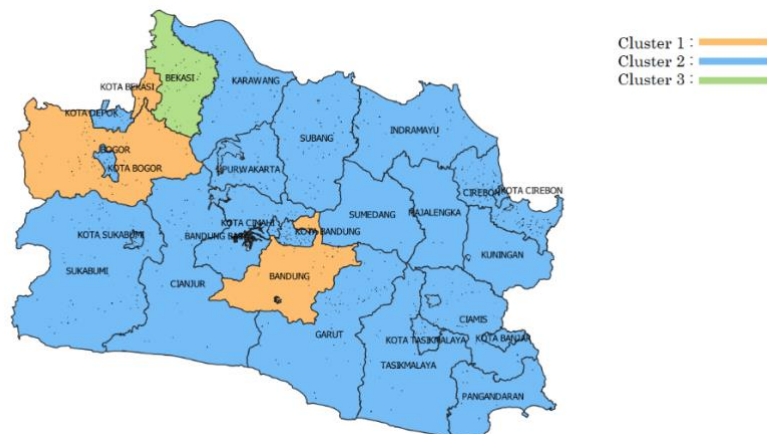 Cluster 1 :
Cluster 2 :
Cluster 3 :
BEKASI
KARAWANG
KOTA BEKASI
KOTA DEPOK
INDRAMAYU
SUBANG
BOGOR
KOTA BOGOR
PURWAKARTA
CIREBON
KOTA CIREBON
SUMEDANG
MAJALENGKA
KOTA CIMAHI
KOTA BANDUNG
KOTA SUKABUMI
BANDUNG BARAT
KUNINGAN
SUKABUMI
CIANJUR
BANDUNG
CIAMIS
GARUT
KOTA TASIKMALAYA
KOTA BANJAR
TASIKMALAYA
PANGANDARAN